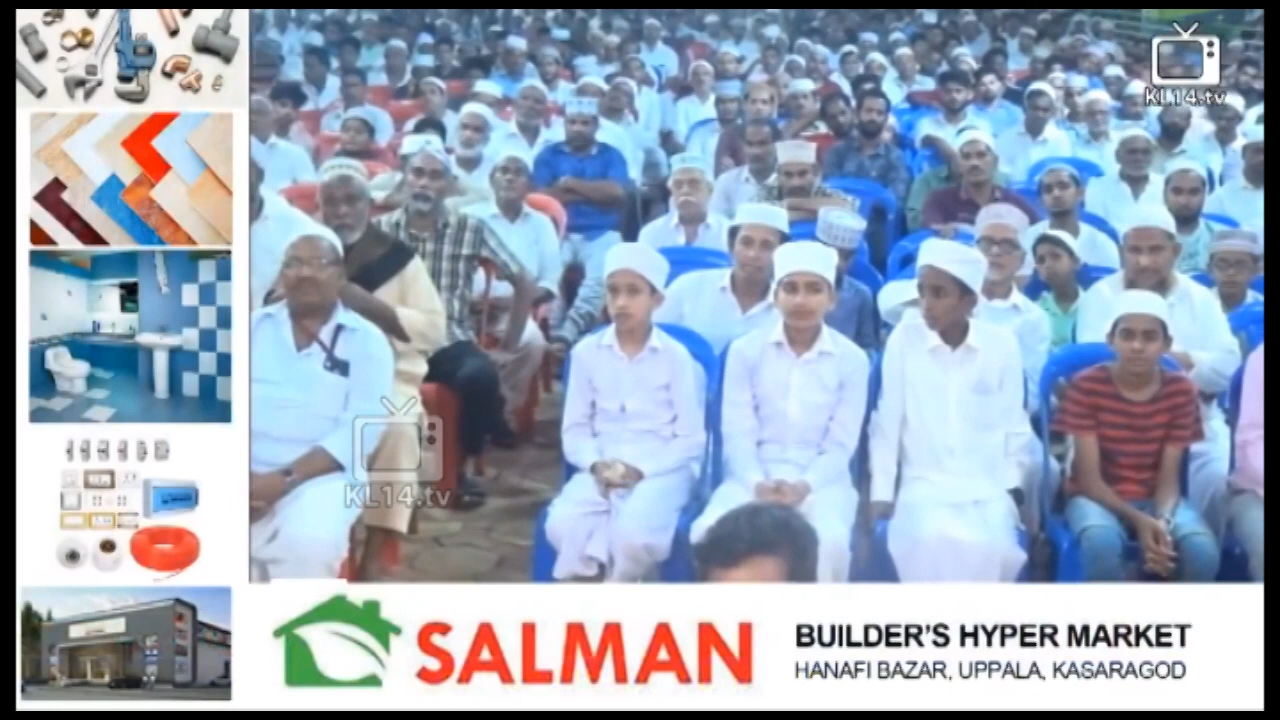 KL14.tv
KL14.tv
SALMAN
BUILDER'S HYPER MARKET
HANAFI BAZAR, UPPALA, KASARAGOD